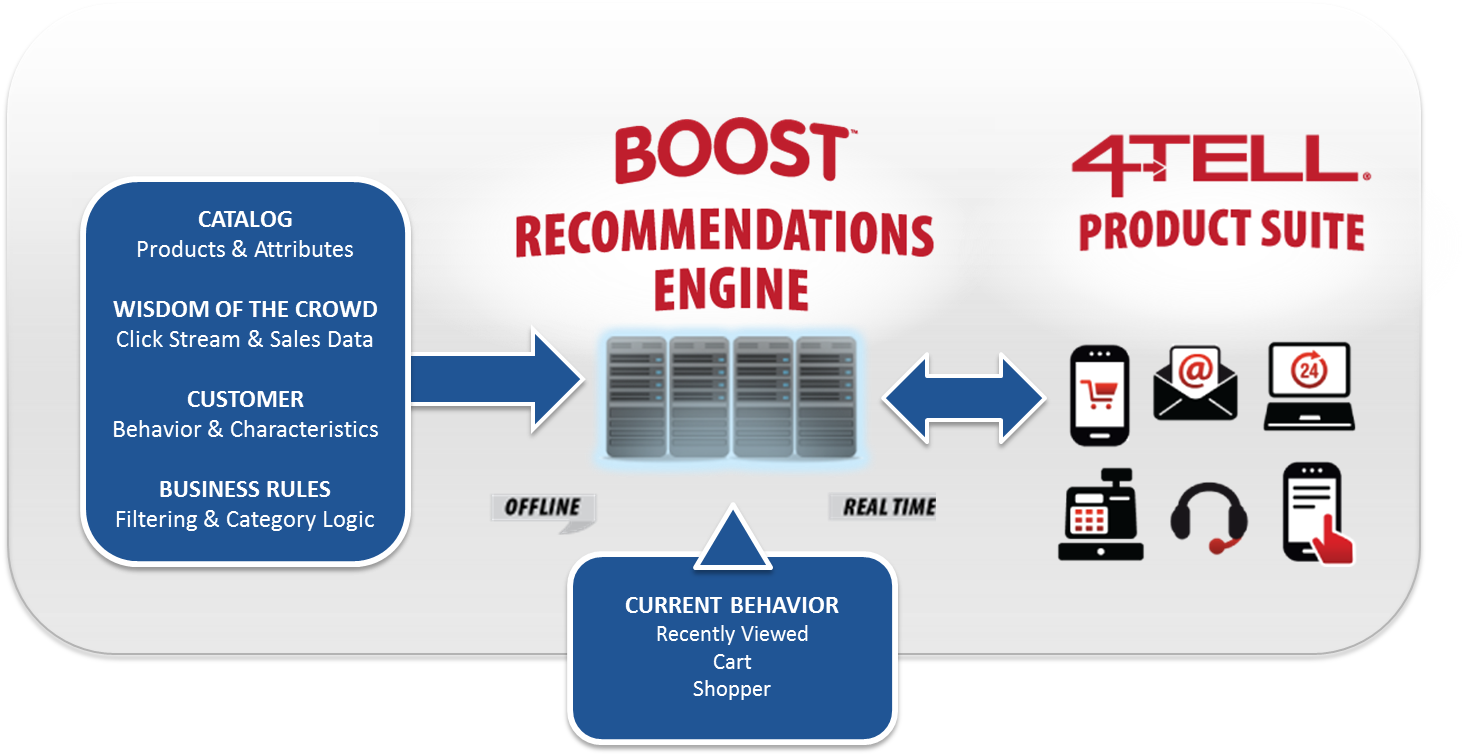 BOOST™
RECOMMENDATIONS
ENGINE
4TELL®
PRODUCT SUITE
CATALOG
Products & Attributes
WISDOM OF THE CROWD
Click Stream & Sales Data
CUSTOMER
Behavior & Characteristics
BUSINESS RULES
Filtering & Category Logic
@
24
OFFLINE
REAL TIME
CURRENT BEHAVIOR
Recently Viewed
Cart
Shopper